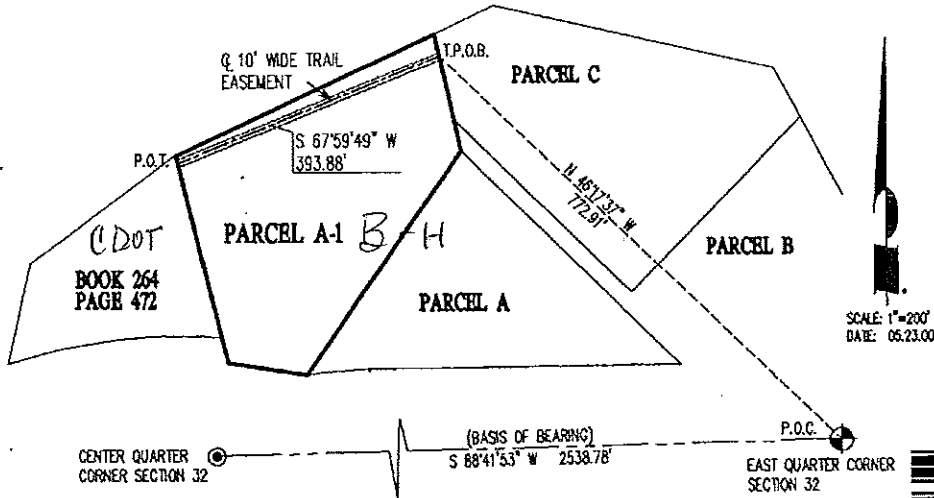 ℄ 10' WIDE TRAIL
EASEMENT
T.P.O.B.
PARCEL C
S 67°59'49" W
393.88'
P.O.T.
N 46°17'37" W
772.91'
CDOT
PARCEL A-1 B-H
PARCEL B
BOOK 264
PAGE 472
PARCEL A
SCALE: 1"=200'
DATE: 05.23.00
(BASIS OF BEARING)
S 88°41'53" W 2538.78'
P.O.C.
CENTER QUARTER
CORNER SECTION 32
EAST QUARTER CORNER
SECTION 32